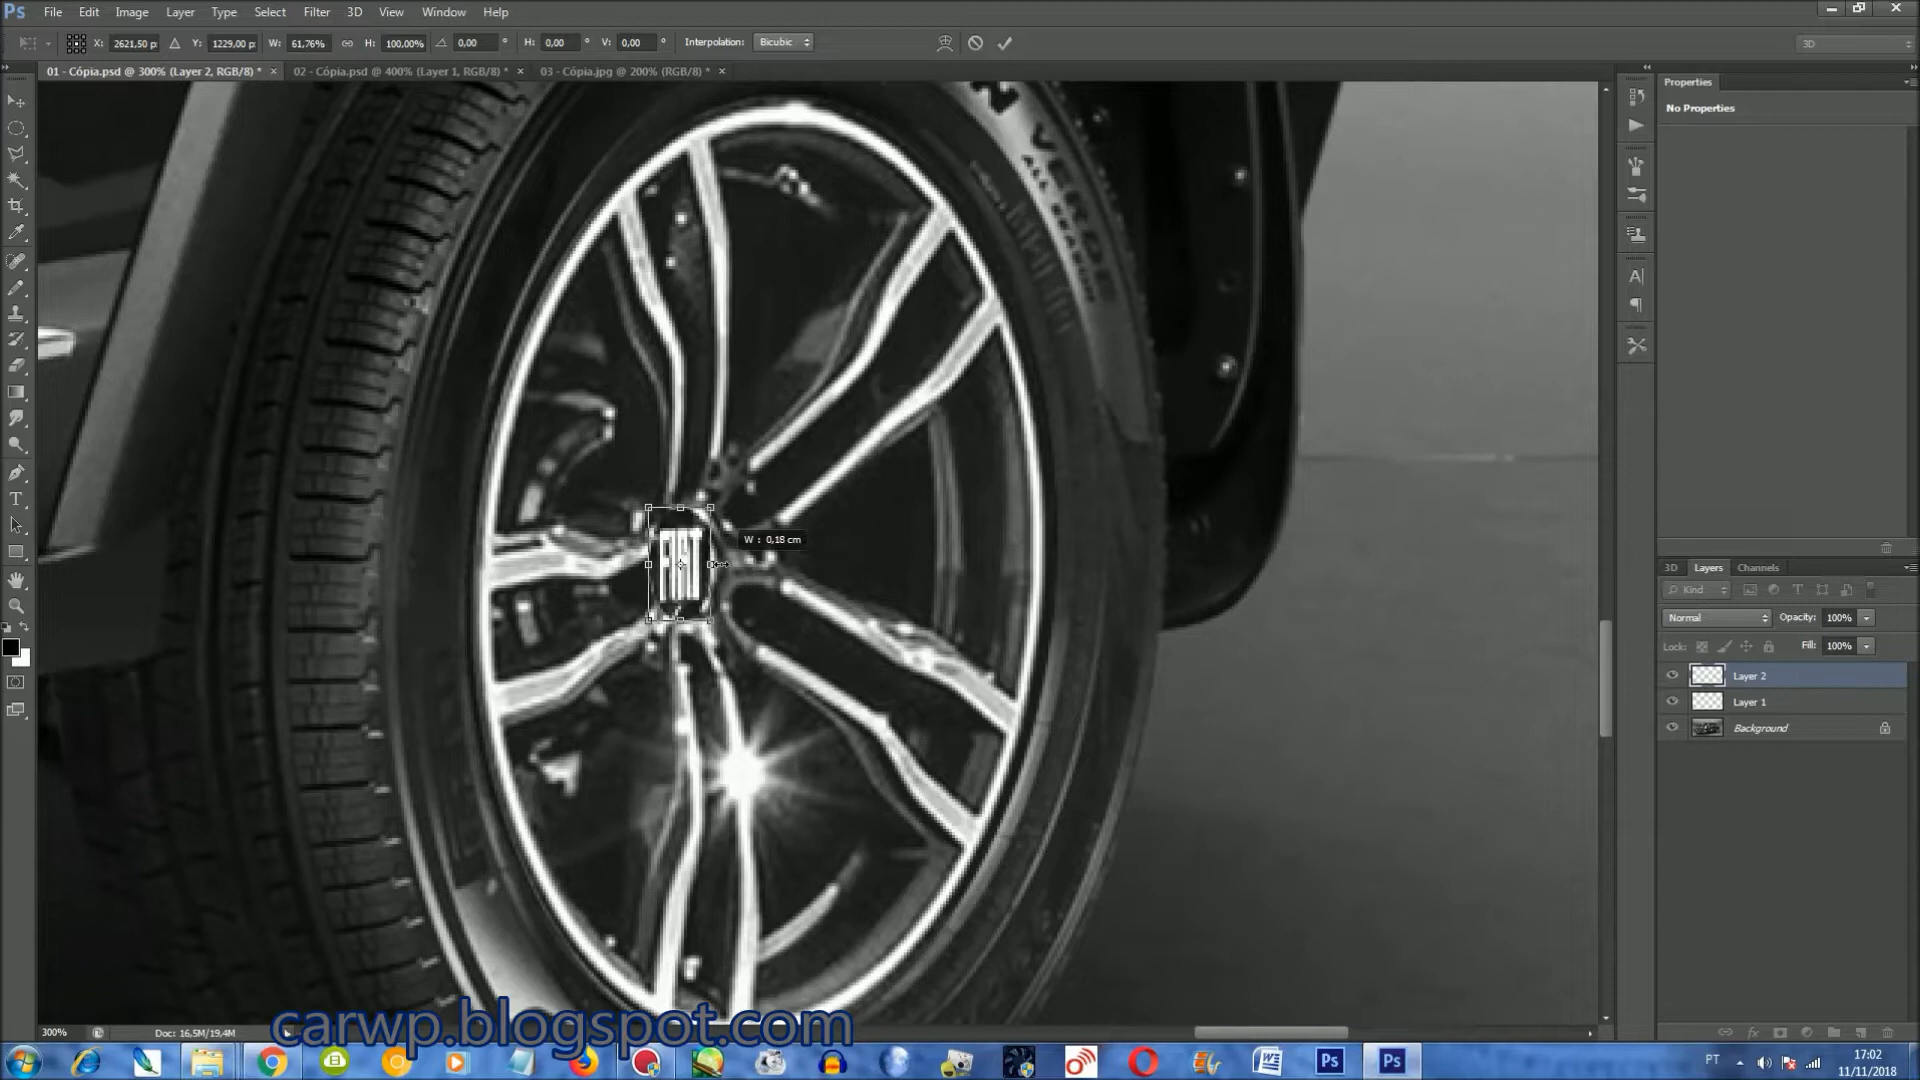 Ps File Edit Image Layer Type Select Filter 3D View Window Help
X: 2621,50 p Y: 1229,00 p W: 61,76% H: 100,00% 0,00 ° H: 0,00 ° V: 0,00 ° Interpolation: Bicubic 3D
01 - Cópia.psd @ 300% (Layer 2, RGB/8) * × 02 - Cópia.psd @ 400% (Layer 1, RGB/8) * × 03 - Cópia.jpg @ 200% (RGB/8) * ×
Properties
No Properties
N VERDE
ALL SEASON
W : 0,18 cm
3D Layers Channels
Kind
Normal Opacity: 100%
Lock: Fill: 100%
Layer 2
Layer 1
Background
300% Doc: 16,5M/19,4M
carwp.blogspot.com
PT 17:02
11/11/2018